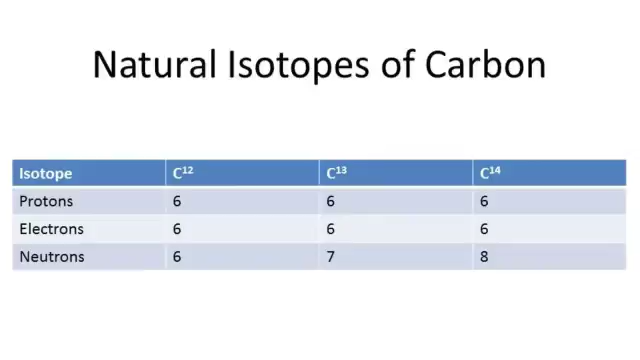 Natural Isotopes of Carbon
Isotope C¹² C¹³ C¹⁴
Protons 6 6 6
Electrons 6 6 6
Neutrons 6 7 8